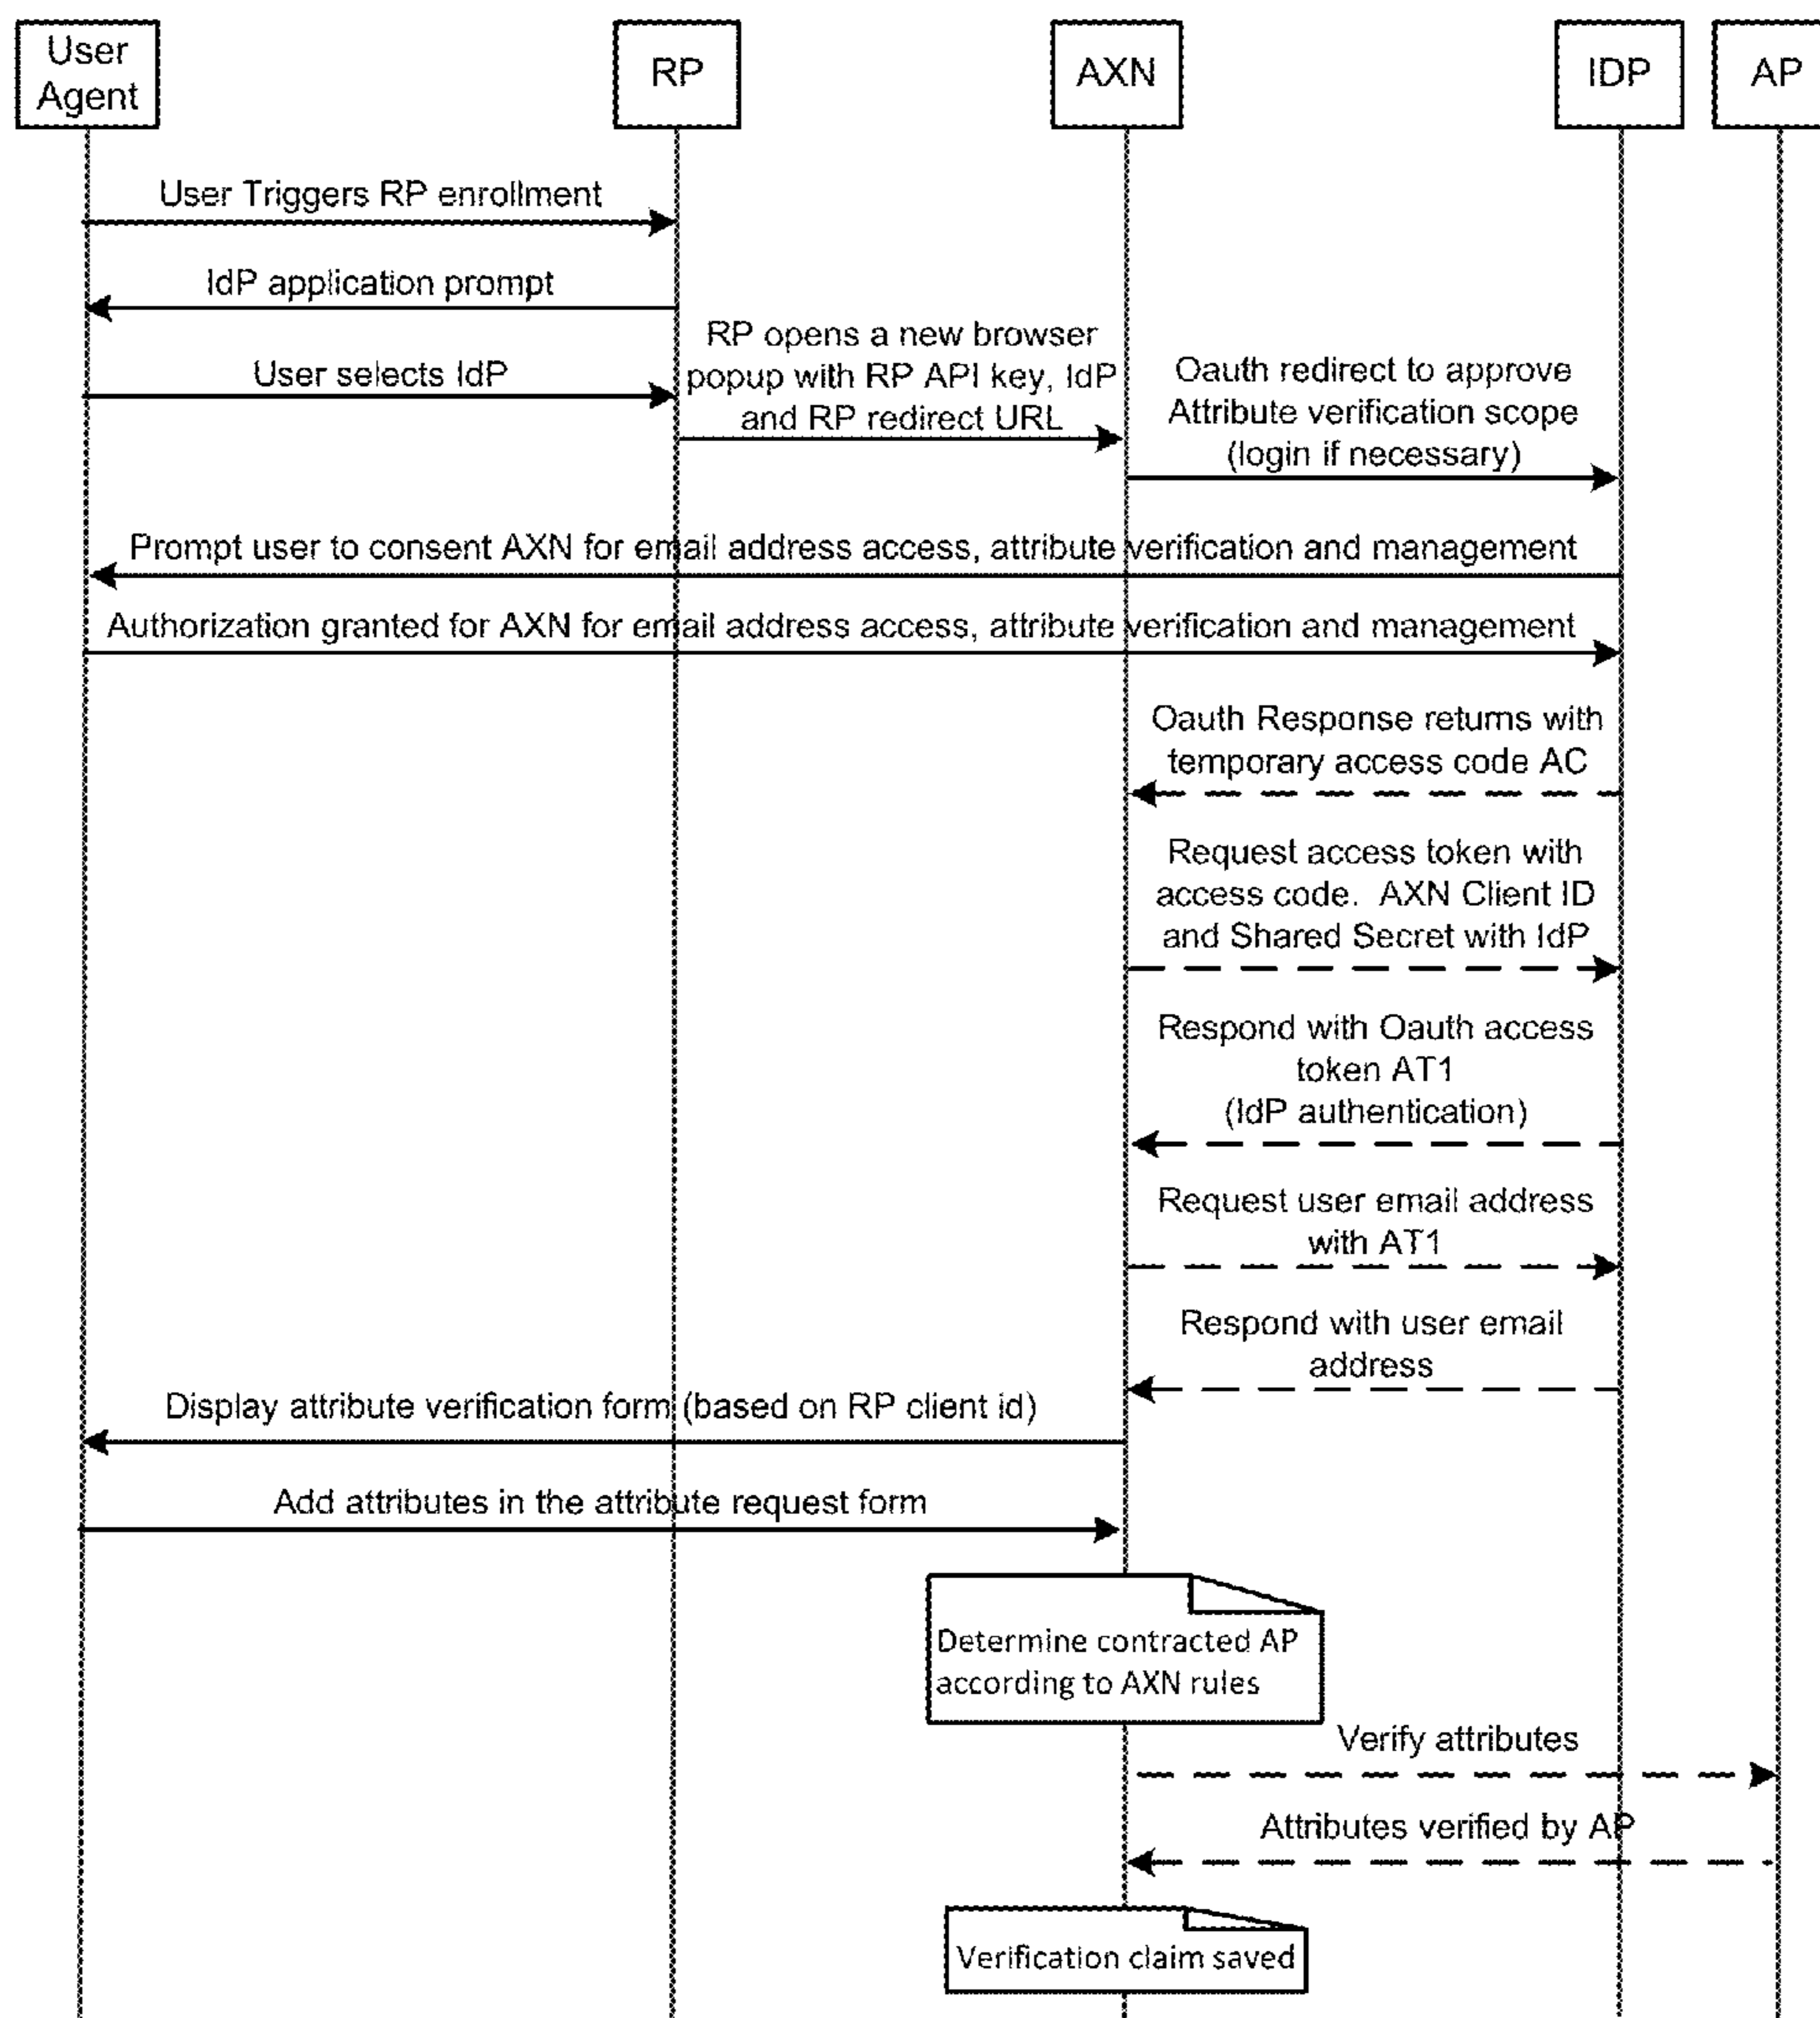 User
Agent
RP
AXN
IDP
AP
User Triggers RP enrollment
IdP application prompt
User selects IdP
RP opens a new browser
popup with RP API key, IdP
and RP redirect URL
Oauth redirect to approve
Attribute verification scope
(login if necessary)
Prompt user to consent AXN for email address access, attribute verification and management
Authorization granted for AXN for email address access, attribute verification and management
Oauth Response returns with
temporary access code AC
Request access token with
access code. AXN Client ID
and Shared Secret with IdP
Respond with Oauth access
token AT1
(IdP authentication)
Request user email address
with AT1
Respond with user email
address
Display attribute verification form (based on RP client id)
Add attributes in the attribute request form
Determine contracted AP
according to AXN rules
Verify attributes
Attributes verified by AP
Verification claim saved